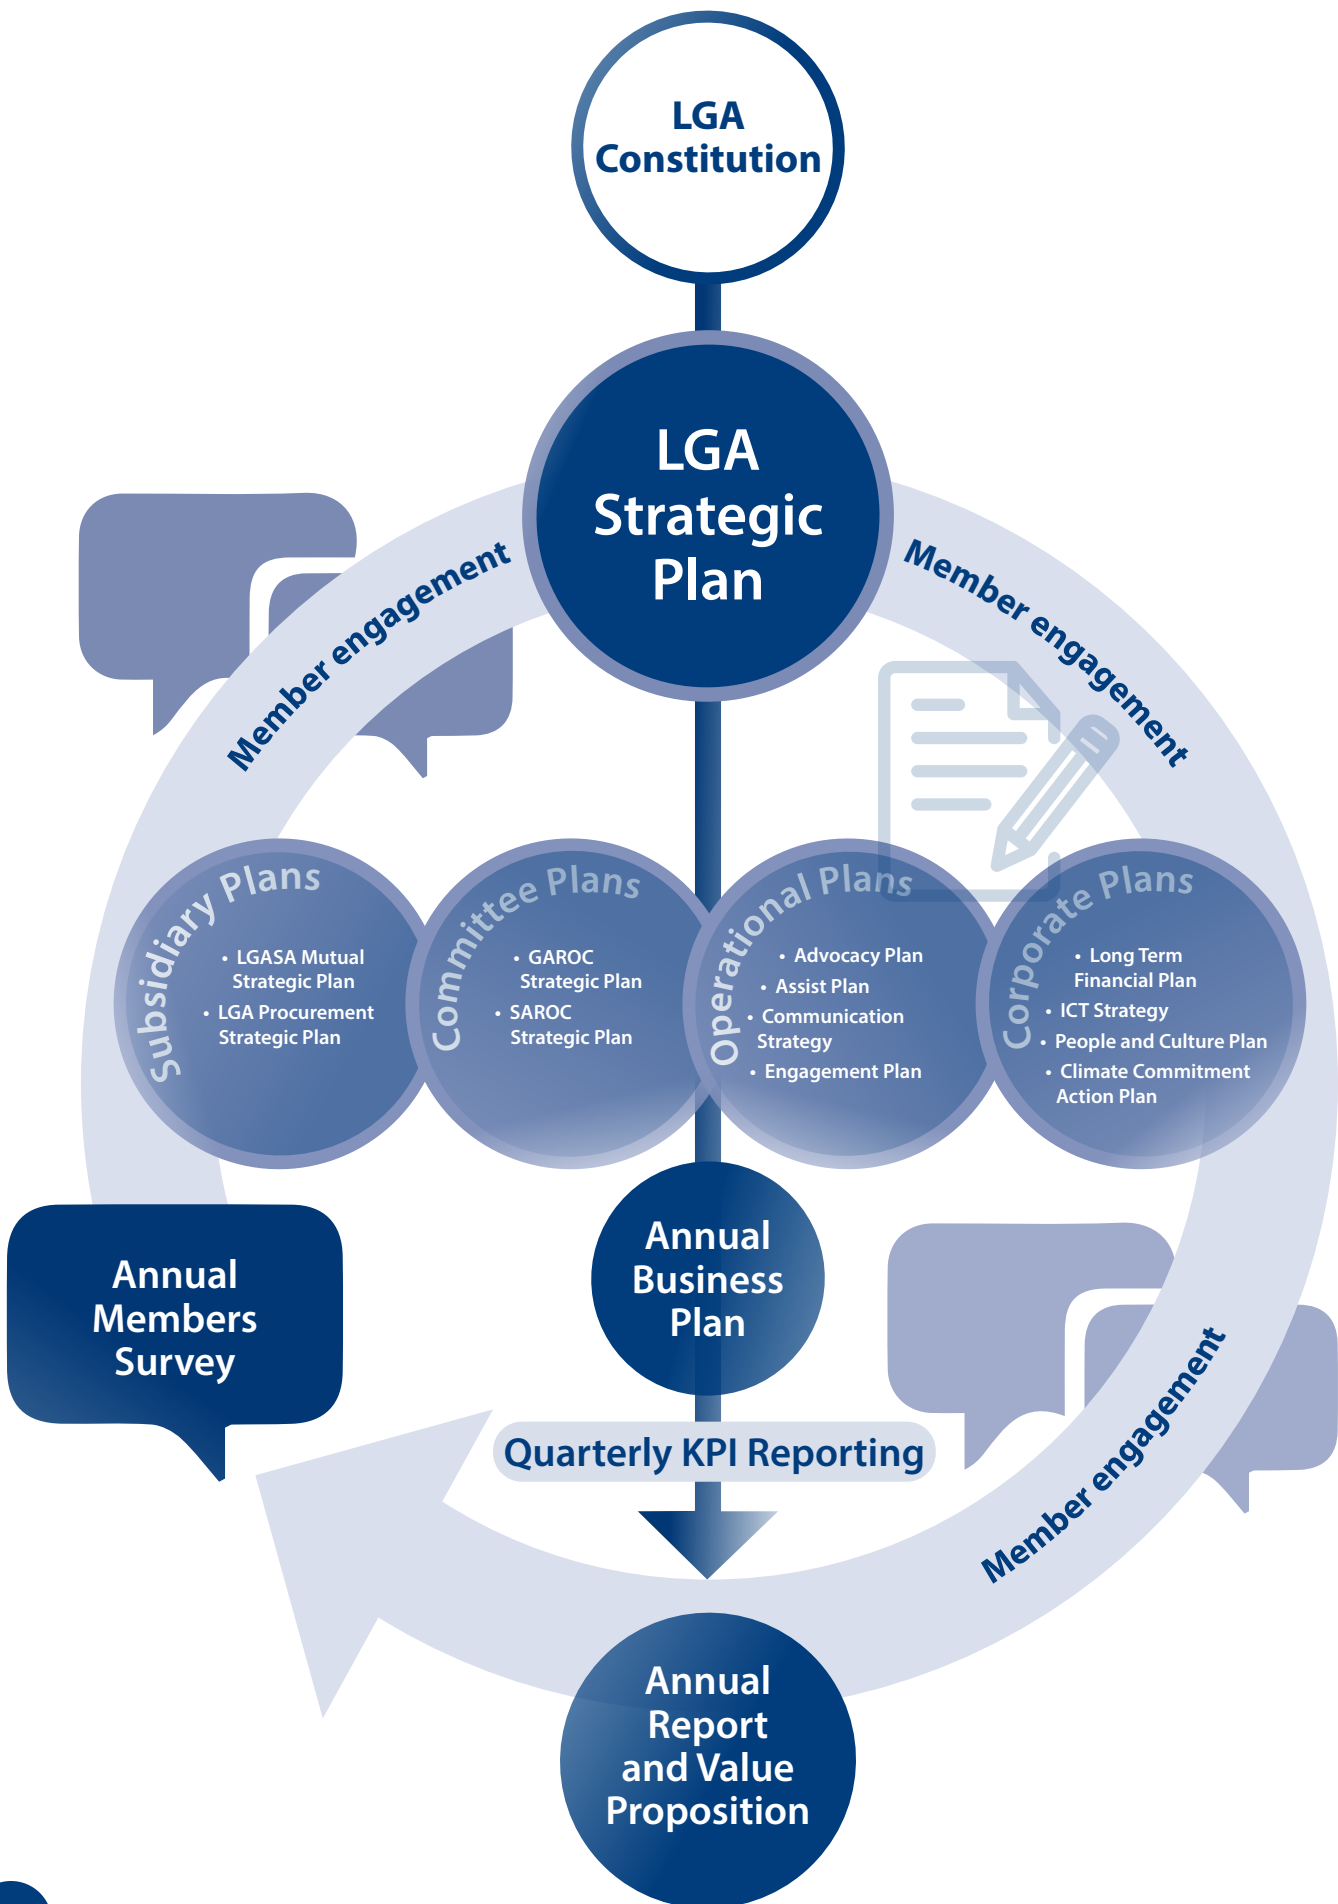 LGA
Constitution
LGA
Strategic
Plan
Member engagement
Member engagement
Subsidiary Plans
• LGASA Mutual
Strategic Plan
• LGA Procurement
Strategic Plan
Committee Plans
• GAROC
Strategic Plan
• SAROC
Strategic Plan
Operational Plans
• Advocacy Plan
• Assist Plan
• Communication
Strategy
• Engagement Plan
Corporate Plans
• Long Term
Financial Plan
• ICT Strategy
• People and Culture Plan
• Climate Commitment
Action Plan
Annual
Members
Survey
Annual
Business
Plan
Quarterly KPI Reporting
Member engagement
Annual
Report
and Value
Proposition